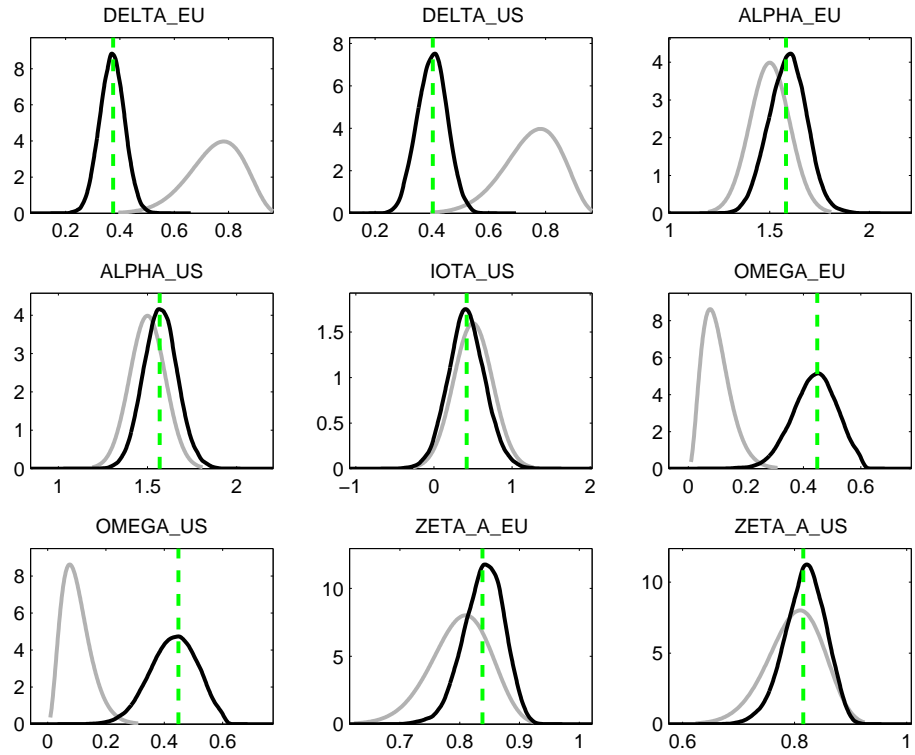 DELTA_EU DELTA_US ALPHA_EU
8 6 4 2 0
0.2 0.4 0.6 0.8
8 6 4 2 0
0.2 0.4 0.6 0.8
4 3 2 1 0
1 1.5 2
ALPHA_US IOTA_US OMEGA_EU
4 3 2 1 0
1 1.5 2
1.5 1 0.5 0
−1 0 1 2
8 6 4 2 0
0 0.2 0.4 0.6
OMEGA_US ZETA_A_EU ZETA_A_US
8 6 4 2 0
0 0.2 0.4 0.6
10 5 0
0.7 0.8 0.9 1
10 5 0
0.6 0.8 1